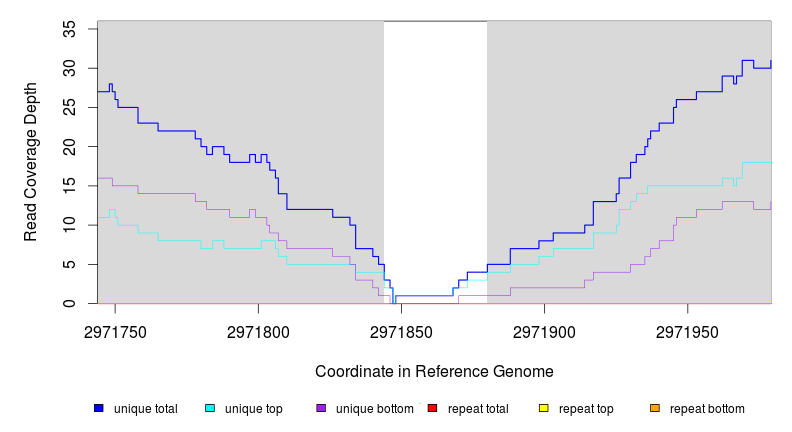 35
30
25
20
15
10
5
0
Read Coverage Depth
2971750 2971800 2971850 2971900 2971950
Coordinate in Reference Genome
unique total unique top unique bottom repeat total repeat top repeat bottom